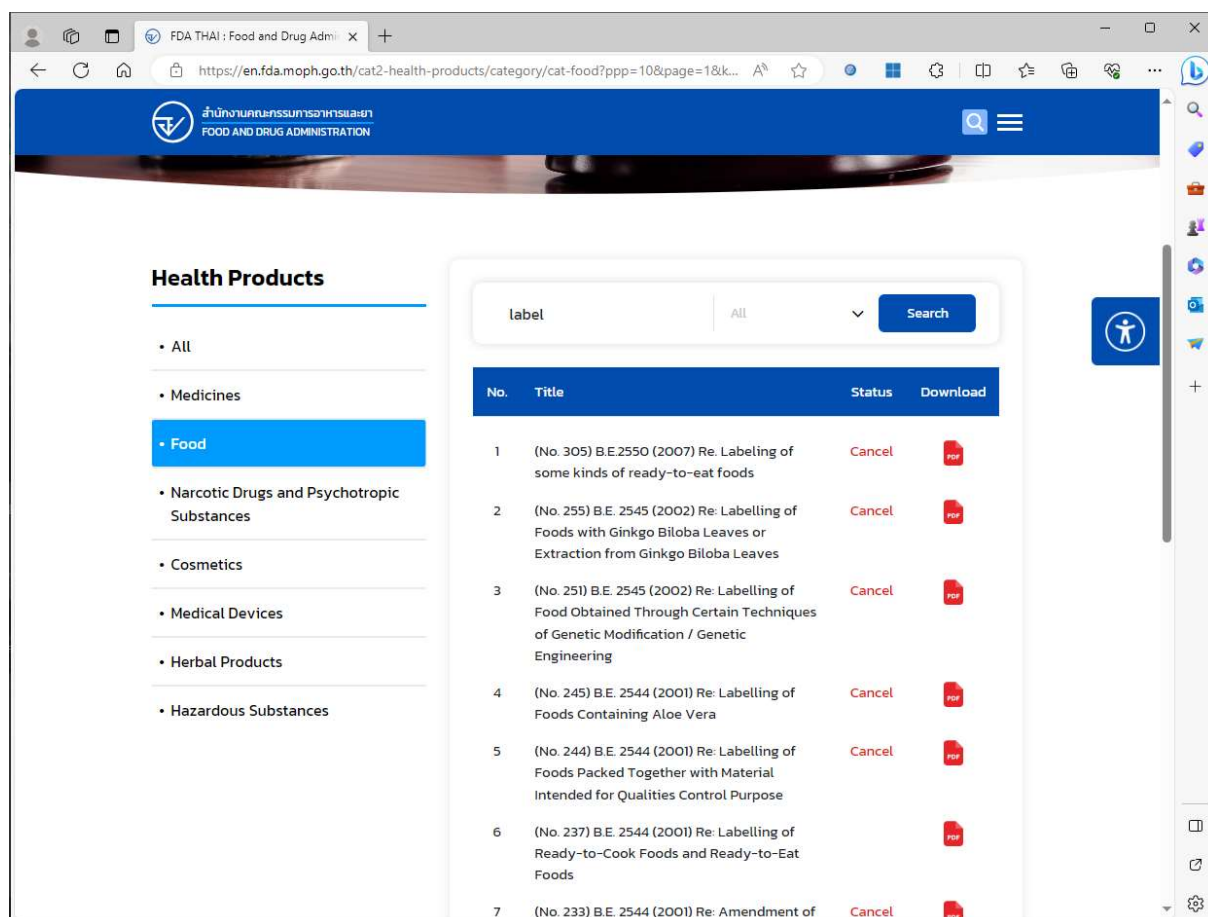 FDA THAI : Food and Drug Admi
https://en.fda.moph.go.th/cat2-health-products/category/cat-food?ppp=10&page=1&k...
สำนักงานคณะกรรมการอาหารและยา
FOOD AND DRUG ADMINISTRATION
Health Products
• All
• Medicines
• Food
• Narcotic Drugs and Psychotropic
Substances
• Cosmetics
• Medical Devices
• Herbal Products
• Hazardous Substances
label All Search
No. Title Status Download
1 (No. 305) B.E.2550 (2007) Re. Labeling of Cancel PDF
some kinds of ready-to-eat foods
2 (No. 255) B.E. 2545 (2002) Re: Labelling of Cancel PDF
Foods with Ginkgo Biloba Leaves or
Extraction from Ginkgo Biloba Leaves
3 (No. 251) B.E. 2545 (2002) Re: Labelling of Cancel PDF
Food Obtained Through Certain Techniques
of Genetic Modification / Genetic
Engineering
4 (No. 245) B.E. 2544 (2001) Re: Labelling of Cancel PDF
Foods Containing Aloe Vera
5 (No. 244) B.E. 2544 (2001) Re: Labelling of Cancel PDF
Foods Packed Together with Material
Intended for Qualities Control Purpose
6 (No. 237) B.E. 2544 (2001) Re: Labelling of PDF
Ready-to-Cook Foods and Ready-to-Eat
Foods
7 (No. 233) B.E. 2544 (2001) Re: Amendment of Cancel